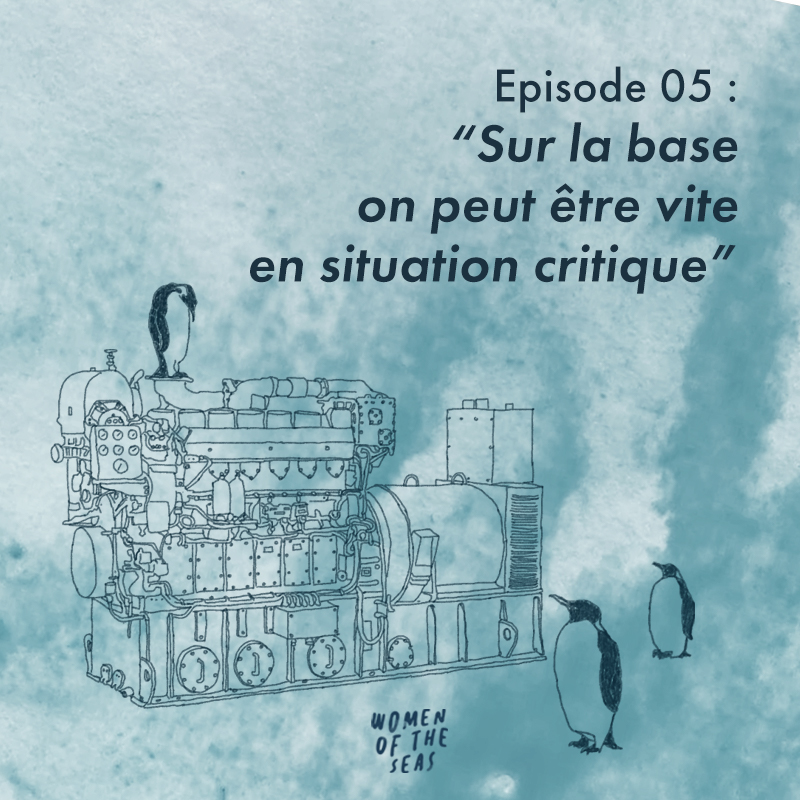 Episode 05 :
“Sur la base
on peut être vite
en situation critique”
WOMEN
OF THE
SEAS